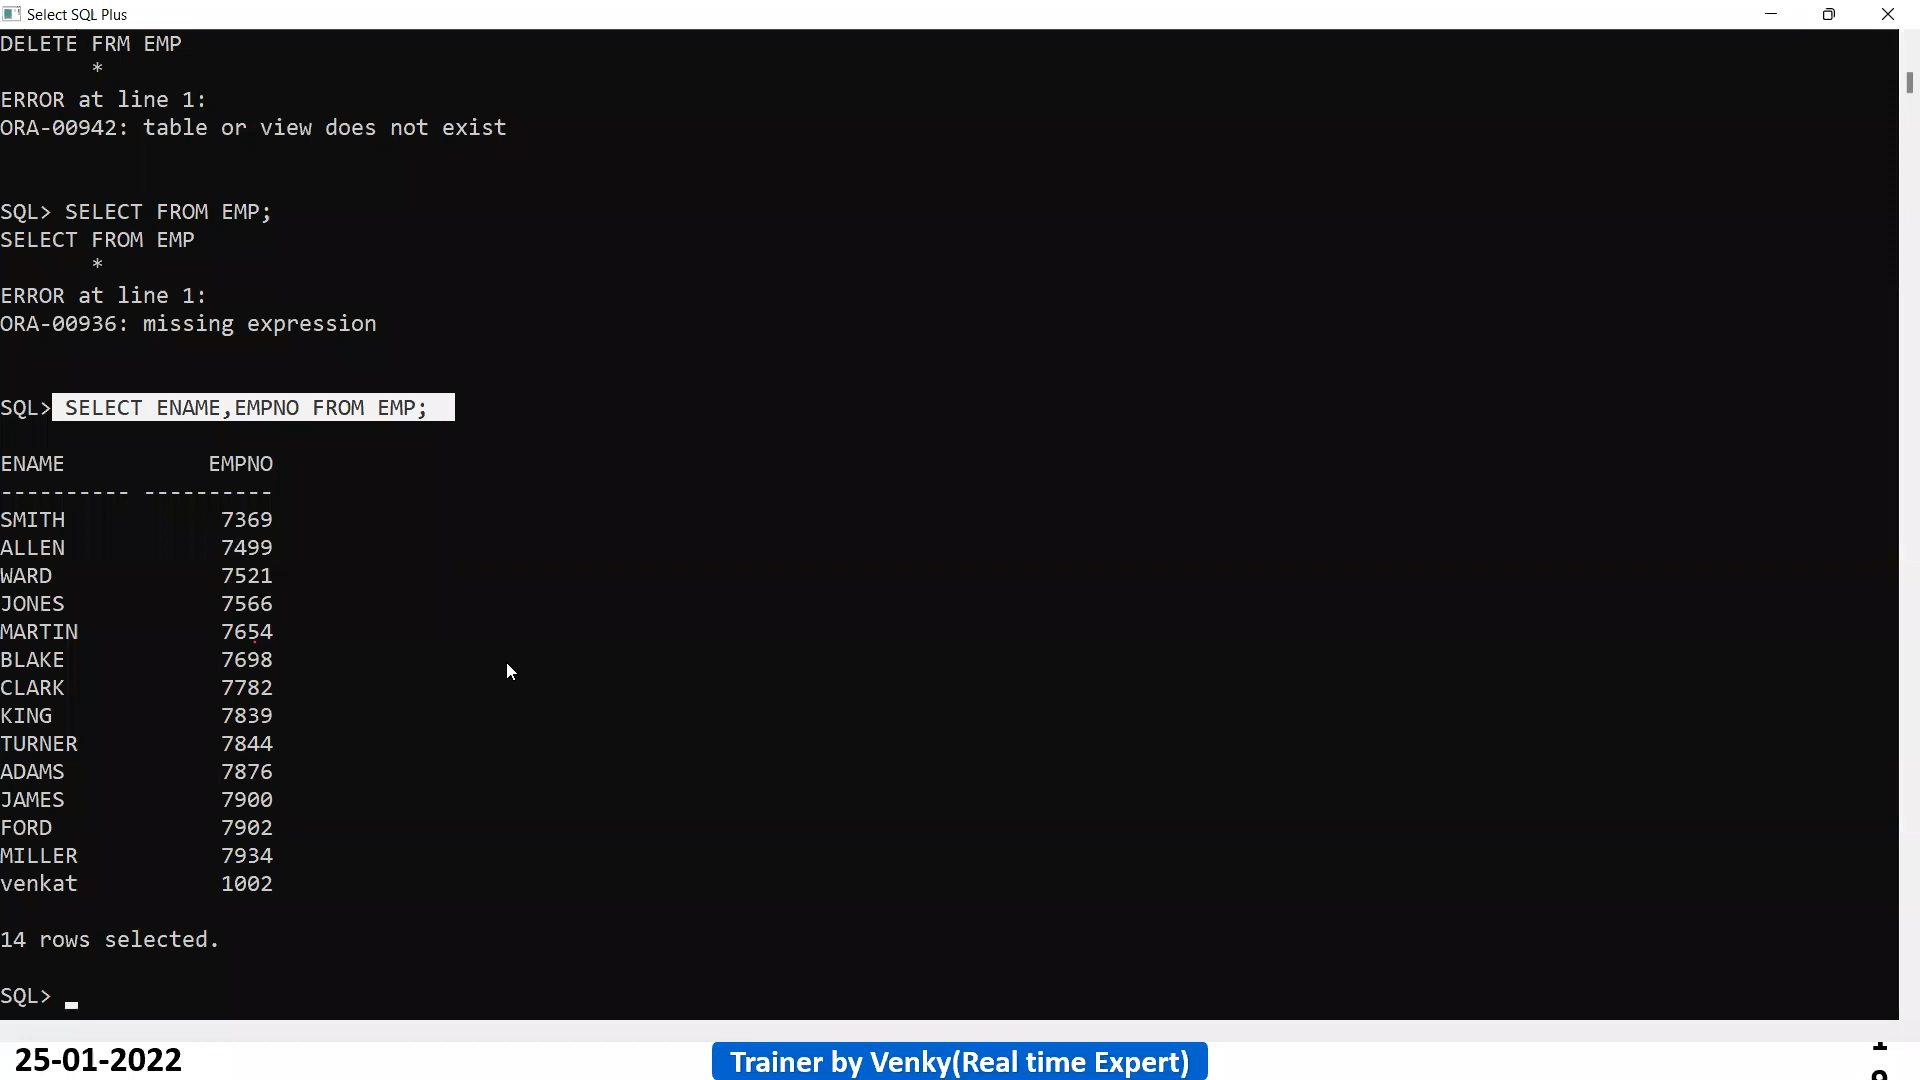 Select SQL Plus
DELETE FRM EMP
*
ERROR at line 1:
ORA-00942: table or view does not exist
SQL> SELECT FROM EMP;
SELECT FROM EMP
*
ERROR at line 1:
ORA-00936: missing expression
SQL> SELECT ENAME,EMPNO FROM EMP;
ENAME EMPNO
---------- ----------
SMITH 7369
ALLEN 7499
WARD 7521
JONES 7566
MARTIN 7654
BLAKE 7698
CLARK 7782
KING 7839
TURNER 7844
ADAMS 7876
JAMES 7900
FORD 7902
MILLER 7934
venkat 1002
14 rows selected.
SQL>
25-01-2022
Trainer by Venky(Real time Expert)